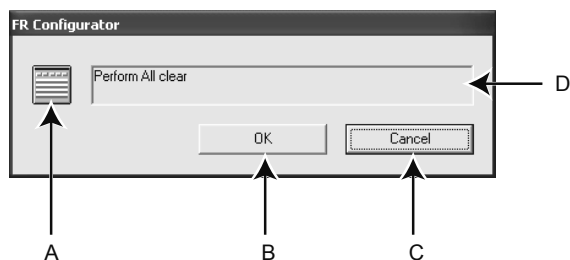 FR Configurator
Perform All clear
D
OK
Cancel
A
B
C